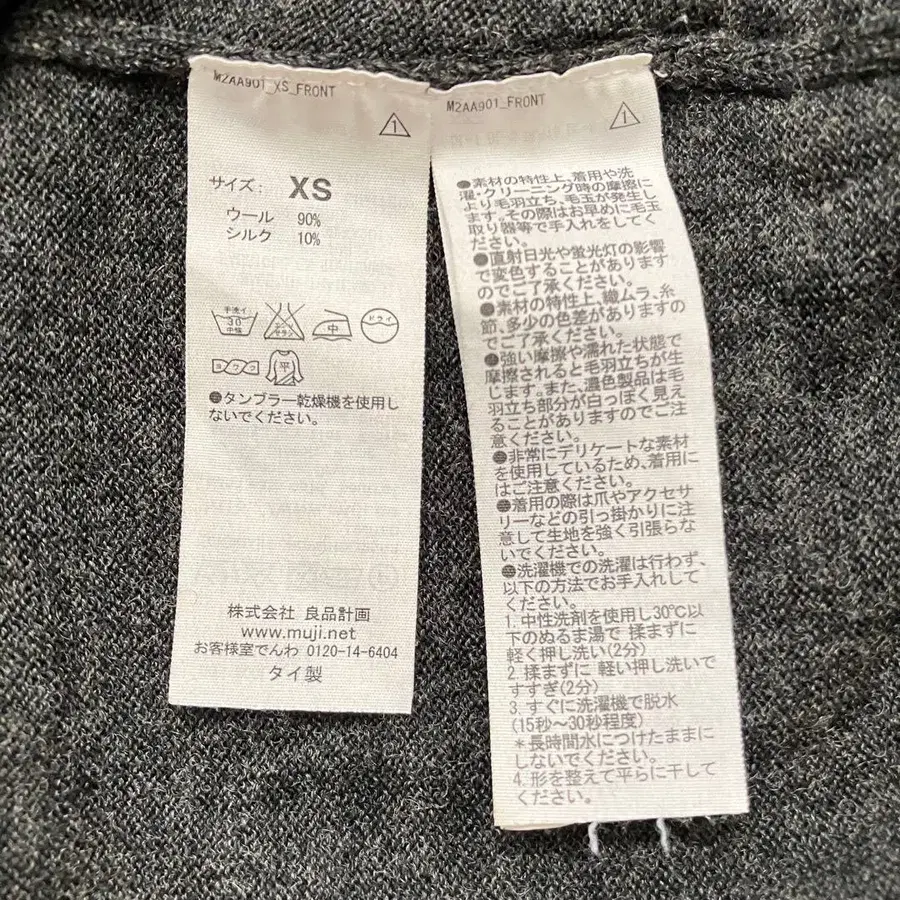 M2AA901_XS_FRONT
1
サイズ: XS
ウール 90%
シルク 10%
手洗イ
30
中性
エンソ
サラシ
中
ドライ
ヨワク
平
●タンブラー乾燥機を使用し
ないでください。
株式会社 良品計画
www.muji.net
お客様室でんわ 0120-14-6404
タイ製
M2AA901_FRONT
1
●素材の特性上、着用や洗
濯・クリーニング時の摩擦に
より毛羽立ち、毛玉が発生し
ます。その際はお早めに毛玉
取り器等で手入れをしてく
ださい。
●直射日光や蛍光灯の影響
で変色することがあります
のでご了承ください。
●素材の特性上、織ムラ、糸
節、多少の色差がありますの
でご了承ください。
●強い摩擦や濡れた状態で
摩擦されると毛羽立ちが生
じます。また、濃色製品は毛
羽立ち部分が白っぽく見え
ることがありますのでご注
意ください。
●非常にデリケートな素材
を使用しているため、着用に
はご注意ください。
●着用の際は爪やアクセサ
リーなどの引っ掛かりに注
意して生地を強く引張らな
いでください。
●洗濯機での洗濯は行わず、
以下の方法でお手入れして
ください。
1. 中性洗剤を使用し30℃以
下のぬるま湯で 揉まずに
軽く押し洗い(2分)
2. 揉まずに 軽い押し洗いで
すすぎ(2分)
3. すぐに洗濯機で脱水
(15秒〜30秒程度)
*長時間水につけたままに
しないでください。
4. 形を整えて平らに干して
ください。